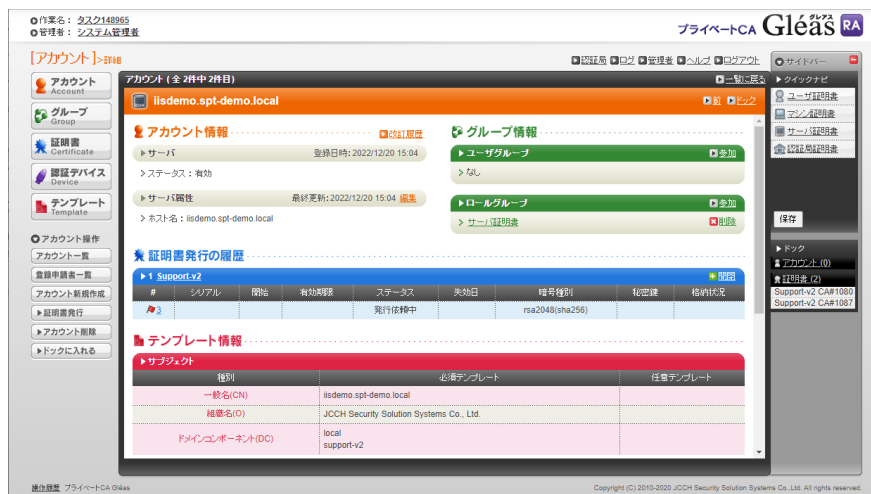 作業名： タスク148965
管理者： システム管理者
プライベートCA Gléas グレアス RA
[アカウント]>詳細
認証局 ログ 管理者 ヘルプ ログアウト
アカウント
Account
グループ
Group
証明書
Certificate
認証デバイス
Device
テンプレート
Template
アカウント操作
アカウント一覧
登録申請者一覧
アカウント新規作成
証明書発行
アカウント削除
ドックに入れる
アカウント ( 全 2件中 2件目)
一覧に戻る
iisdemo.spt-demo.local
前 ドック
アカウント情報
改訂履歴
サーバ
登録日時：2022/12/20 15:04
>ステータス：有効
サーバ属性
最終更新：2022/12/20 15:04 編集
>ホスト名：iisdemo.spt-demo.local
グループ情報
ユーザグループ
参加
>なし
ロールグループ
参加
>サーバ証明書
削除
証明書発行の履歴
1 Support-v2
開閉
# シリアル 開始 有効期限 ステータス 失効日 暗号種別 秘密鍵 格納状況
3 発行依頼中 rsa2048(sha256)
テンプレート情報
サブジェクト
種別 必須テンプレート 任意テンプレート
一般名(CN) iisdemo.spt-demo.local
組織名(O) JCCH Security Solution Systems Co., Ltd.
ドメインコンポーネント(DC)
local
support-v2
サイドバー
クイックナビ
ユーザ証明書
マシン証明書
サーバ証明書
認証局証明書
保存
ドック
アカウント (0)
証明書 (2)
Support-v2 CA#1080
Support-v2 CA#1087
操作履歴 プライベートCA Gléas
Copyright (C) 2010-2020 JCCH Security Solution Systems Co.,Ltd. All rights reserved.